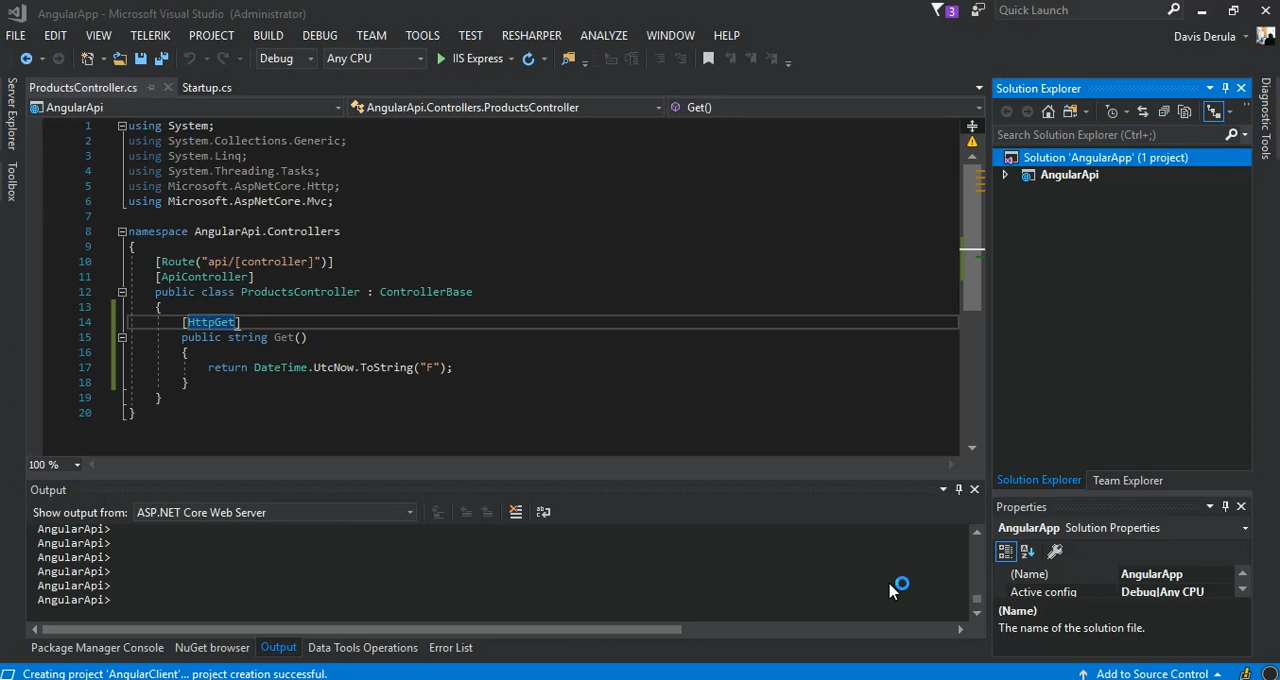 AngularApp - Microsoft Visual Studio (Administrator)
3
Quick Launch
FILE EDIT VIEW TELERIK PROJECT BUILD DEBUG TEAM TOOLS TEST RESHARPER ANALYZE WINDOW HELP
Davis Derula
Debug Any CPU IIS Express
Server Explorer
Toolbox
ProductsController.cs Startup.cs
AngularApi AngularApi.Controllers.ProductsController Get()
1 using System;
2 using System.Collections.Generic;
3 using System.Linq;
4 using System.Threading.Tasks;
5 using Microsoft.AspNetCore.Http;
6 using Microsoft.AspNetCore.Mvc;
7
8 namespace AngularApi.Controllers
9 {
10 [Route("api/[controller]")]
11 [ApiController]
12 public class ProductsController : ControllerBase
13 {
14 [HttpGet]
15 public string Get()
16 {
17 return DateTime.UtcNow.ToString("F");
18 }
19 }
20 }
100 %
Output
Show output from: ASP.NET Core Web Server
AngularApi>
AngularApi>
AngularApi>
AngularApi>
AngularApi>
AngularApi>
Package Manager Console NuGet browser Output Data Tools Operations Error List
Solution Explorer
Search Solution Explorer (Ctrl+;)
Solution 'AngularApp' (1 project)
AngularApi
Solution Explorer Team Explorer
Properties
AngularApp Solution Properties
(Name) AngularApp
Active config Debug|Any CPU
(Name)
The name of the solution file.
Diagnostic Tools
Creating project 'AngularClient'... project creation successful.
Add to Source Control